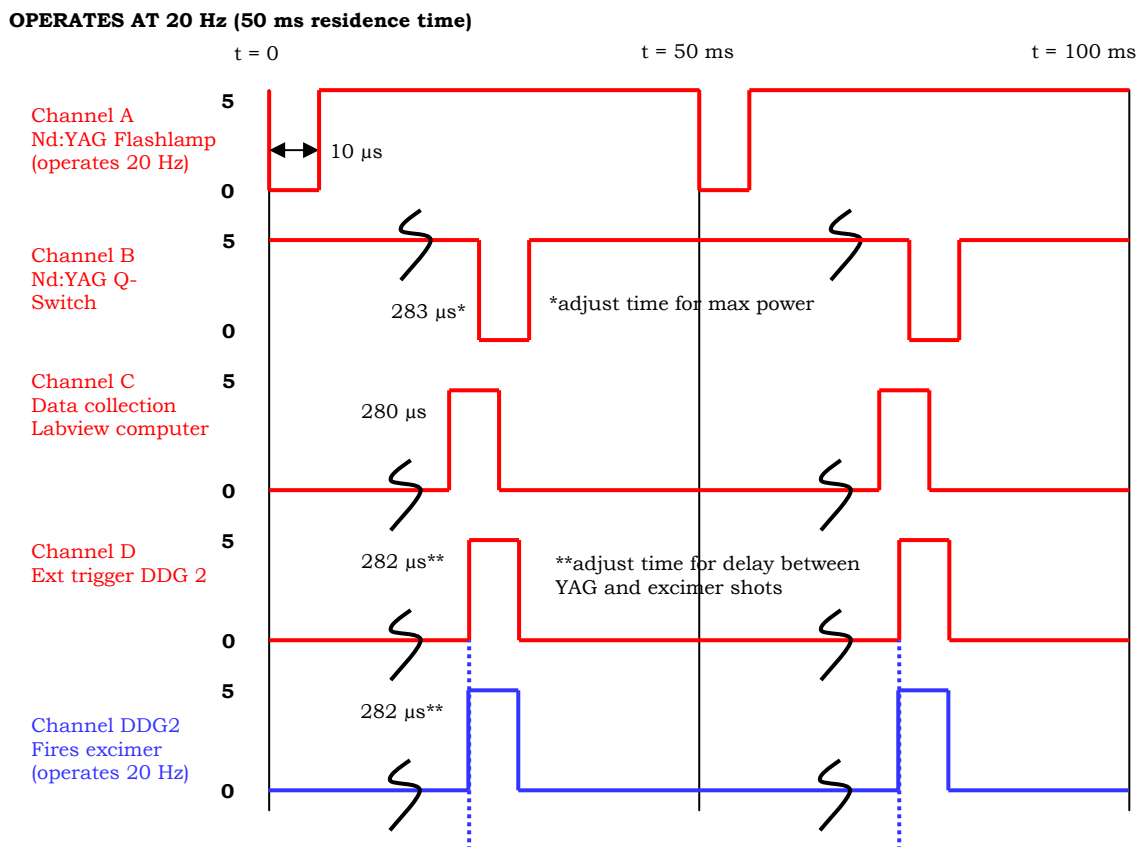 OPERATES AT 20 Hz (50 ms residence time)
t = 0
t = 50 ms
t = 100 ms
Channel A
Nd:YAG Flashlamp
(operates 20 Hz)
5
10 µs
0
Channel B
Nd:YAG Q-
Switch
5
283 µs*
*adjust time for max power
0
Channel C
Data collection
Labview computer
5
280 µs
0
Channel D
Ext trigger DDG 2
5
282 µs**
**adjust time for delay between
YAG and excimer shots
0
Channel DDG2
Fires excimer
(operates 20 Hz)
5
282 µs**
0